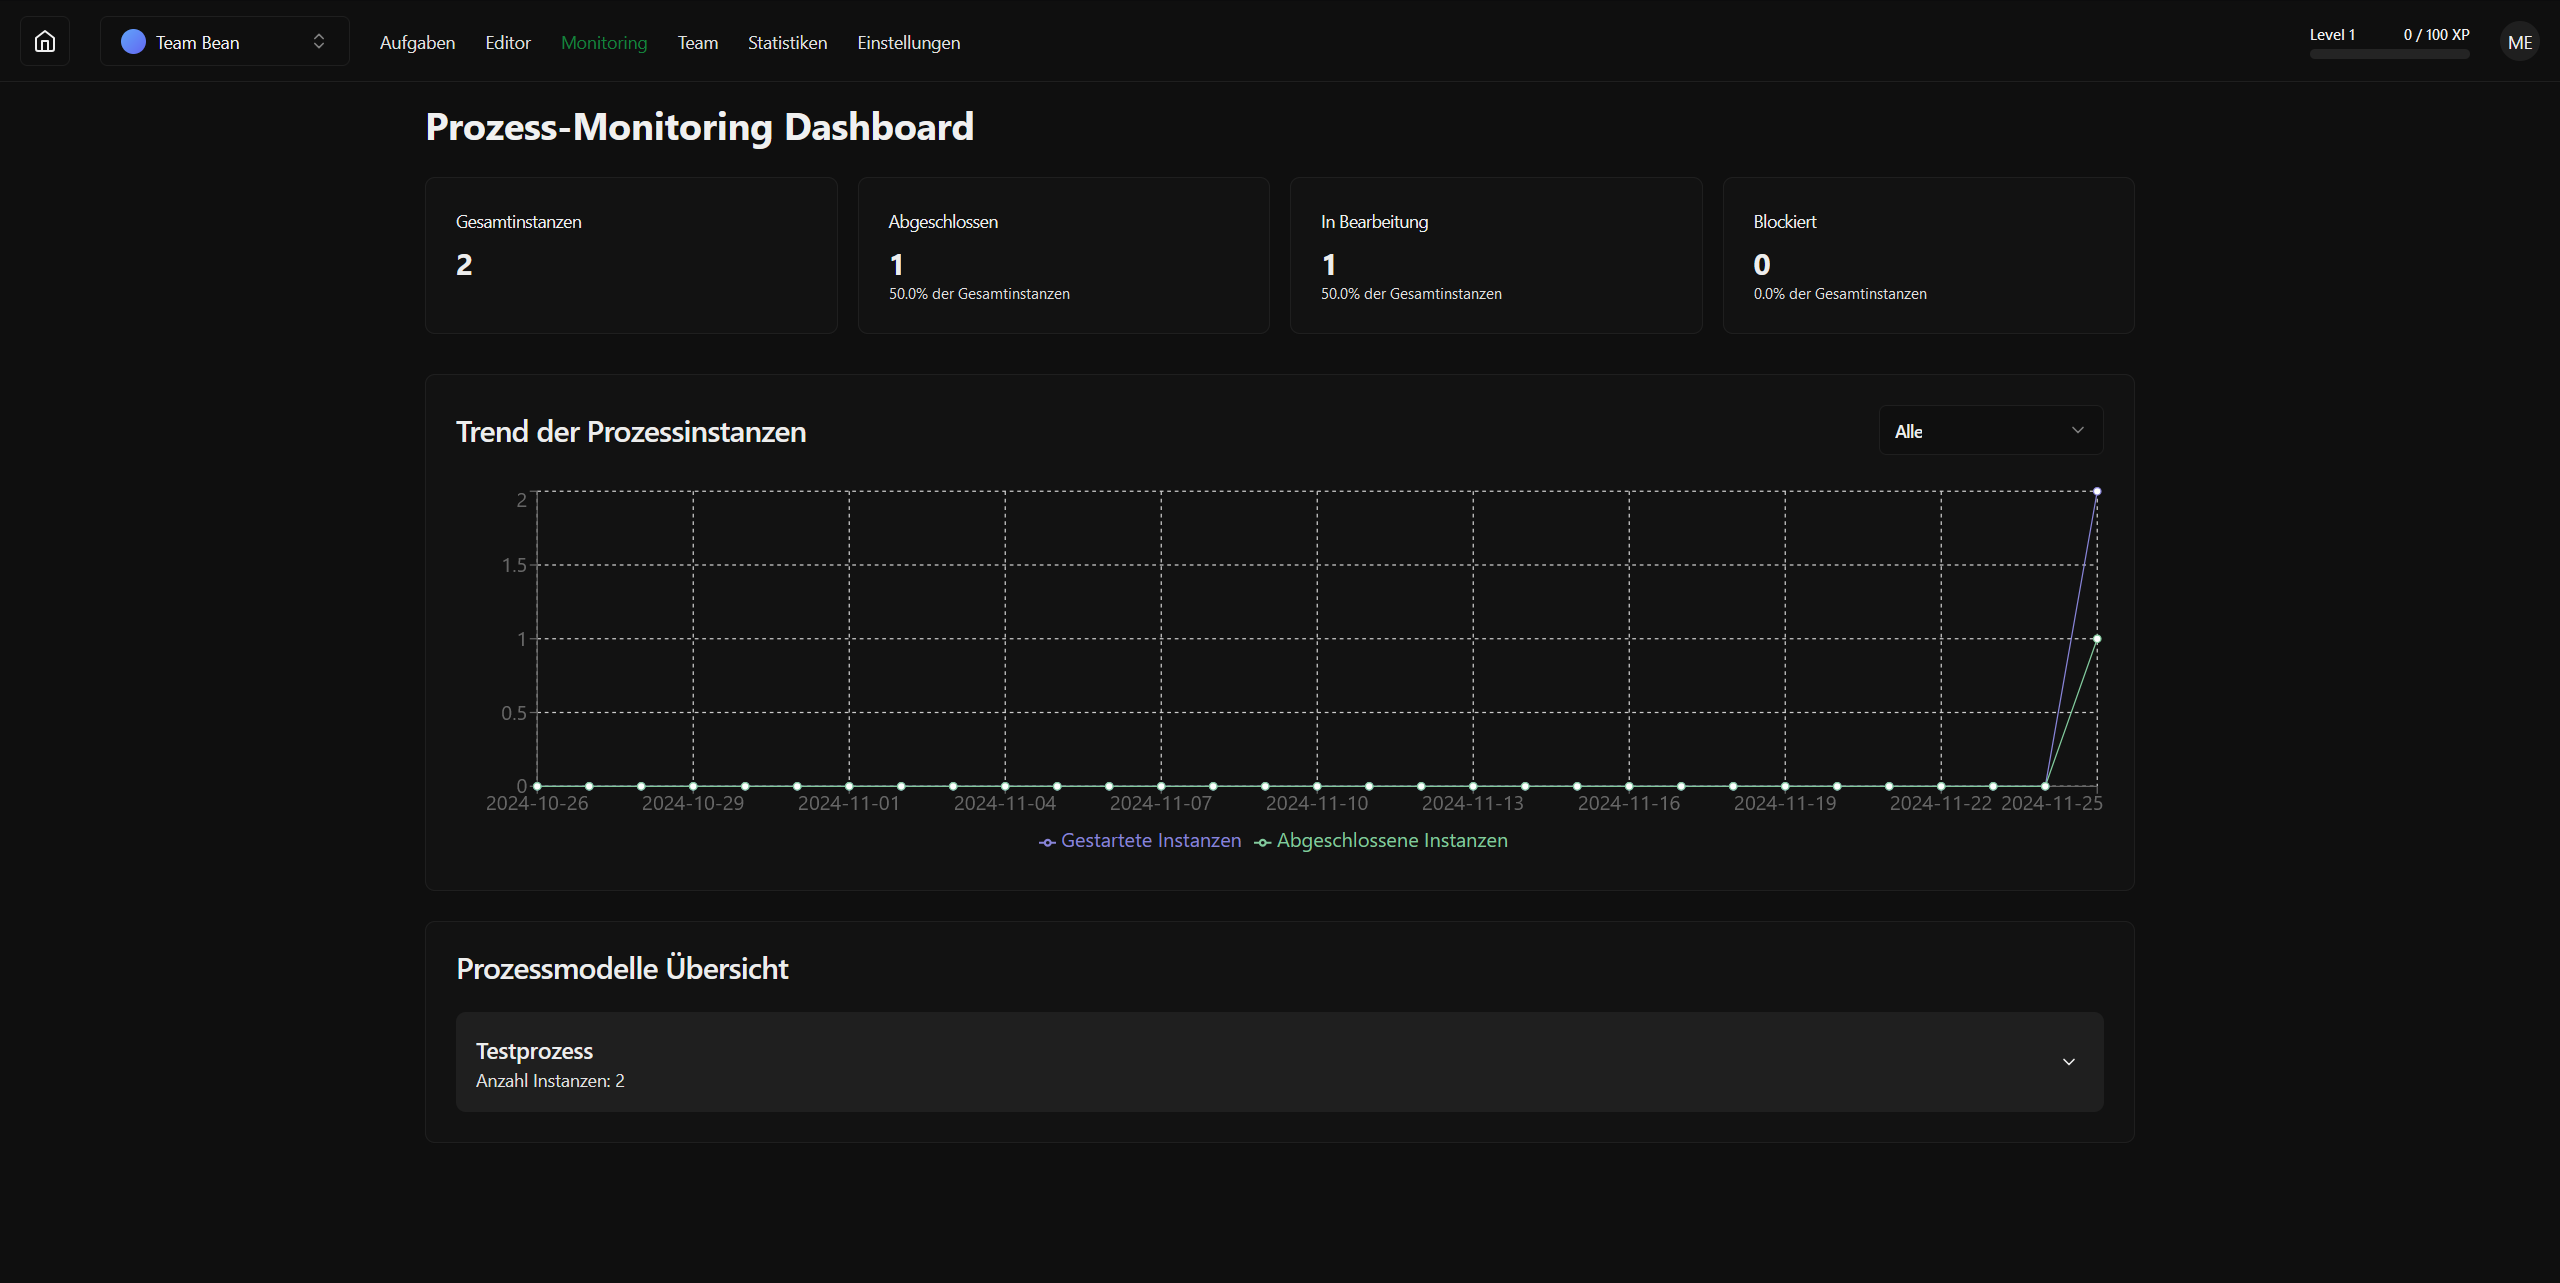 Team Bean
Aufgaben
Editor
Monitoring
Team
Statistiken
Einstellungen
Level 1
0 / 100 XP
ME
Prozess-Monitoring Dashboard
Gesamtinstanzen
2
Abgeschlossen
1
50.0% der Gesamtinstanzen
In Bearbeitung
1
50.0% der Gesamtinstanzen
Blockiert
0
0.0% der Gesamtinstanzen
Trend der Prozessinstanzen
Alle
2
1.5
1
0.5
0
2024-10-26
2024-10-29
2024-11-01
2024-11-04
2024-11-07
2024-11-10
2024-11-13
2024-11-16
2024-11-19
2024-11-22
2024-11-25
Gestartete Instanzen
Abgeschlossene Instanzen
Prozessmodelle Übersicht
Testprozess
Anzahl Instanzen: 2